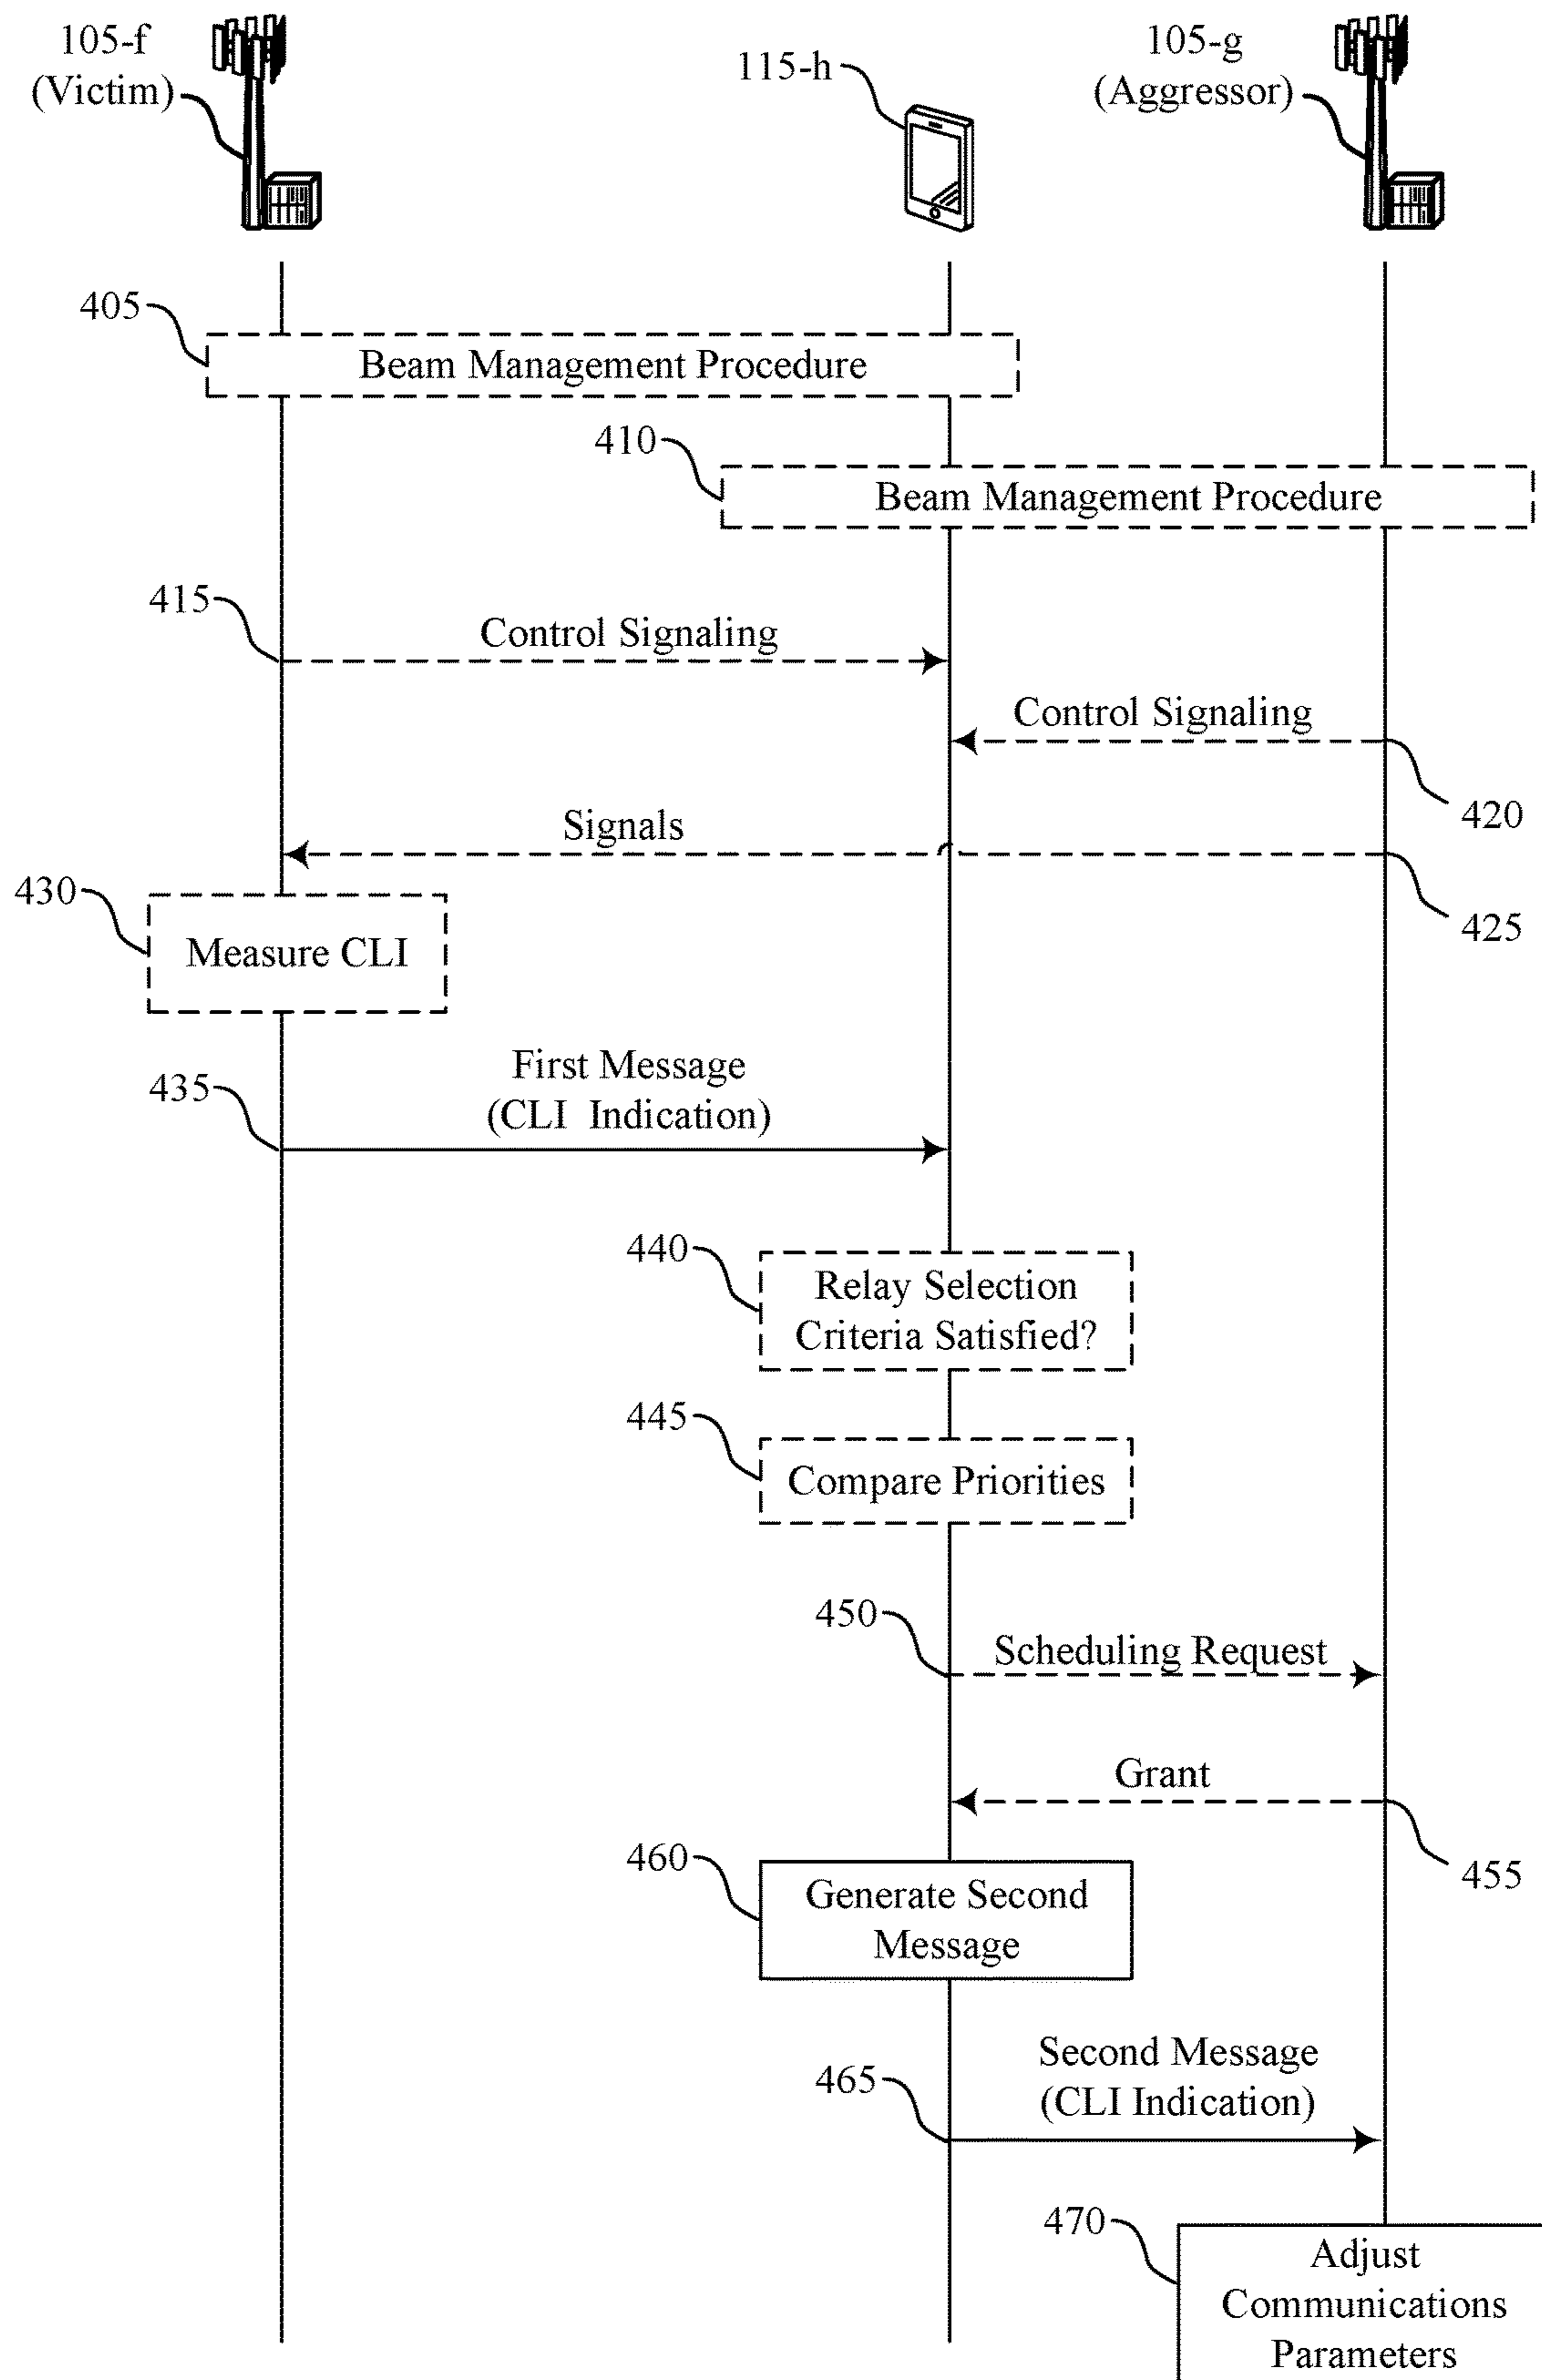 105-f
(Victim)
115-h
105-g
(Aggressor)
405
Beam Management Procedure
410
Beam Management Procedure
415
Control Signaling
Control Signaling
420
Signals
425
430
Measure CLI
435
First Message
(CLI Indication)
440
Relay Selection
Criteria Satisfied?
445
Compare Priorities
450
Scheduling Request
Grant
455
460
Generate Second
Message
465
Second Message
(CLI Indication)
470
Adjust
Communications
Parameters